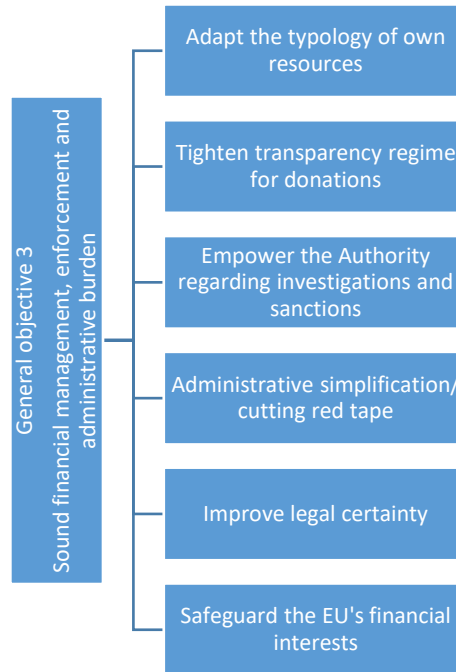 General objective 3
Sound financial management, enforcement and
administrative burden
Adapt the typology of own
resources
Tighten transparency regime
for donations
Empower the Authority
regarding investigations and
sanctions
Administrative simplification/
cutting red tape
Improve legal certainty
Safeguard the EU's financial
interests